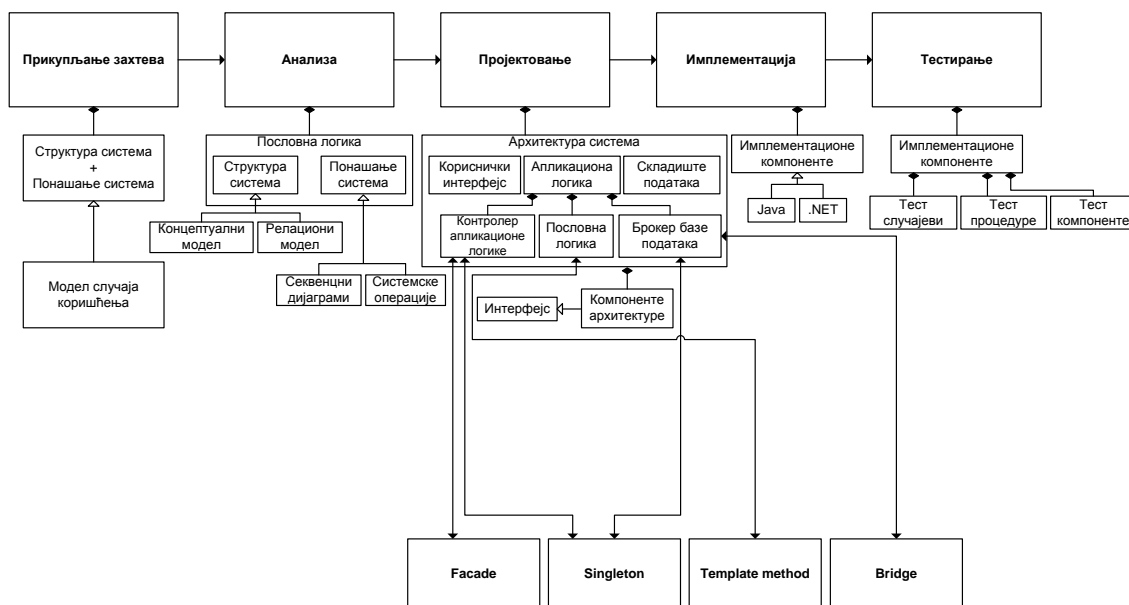 Прикупљање захтева
Анализа
Пројектовање
Имплементација
Тестирање
Структура система
+
Понашање система
Модел случаја
коришћења
Пословна логика
Структура
система
Понашање
система
Концептуални
модел
Релациони
модел
Секвенцни
дијаграми
Системске
операције
Архитектура система
Кориснички
интерфејс
Апликациона
логика
Складиште
података
Контролер
апликационе
логике
Пословна
логика
Брокер базе
података
Интерфејс
Компоненте
архитектуре
Имплементационе
компоненте
Java
.NET
Имплементационе
компоненте
Тест
случајеви
Тест
процедуре
Тест
компоненте
Facade
Singleton
Template method
Bridge